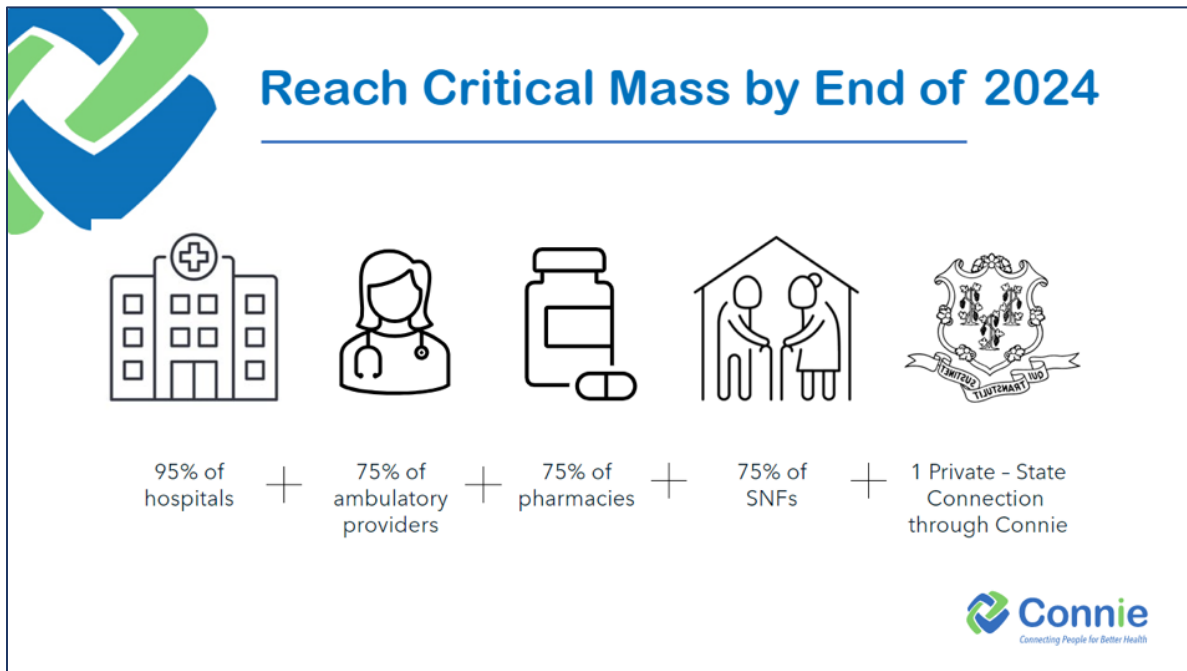 Reach Critical Mass by End of 2024
QUI
TRANSTULIT
SUSTINET
95% of
hospitals
+
75% of
ambulatory
providers
+
75% of
pharmacies
+
75% of
SNFs
+
1 Private – State
Connection
through Connie
Connie
Connecting People for Better Health